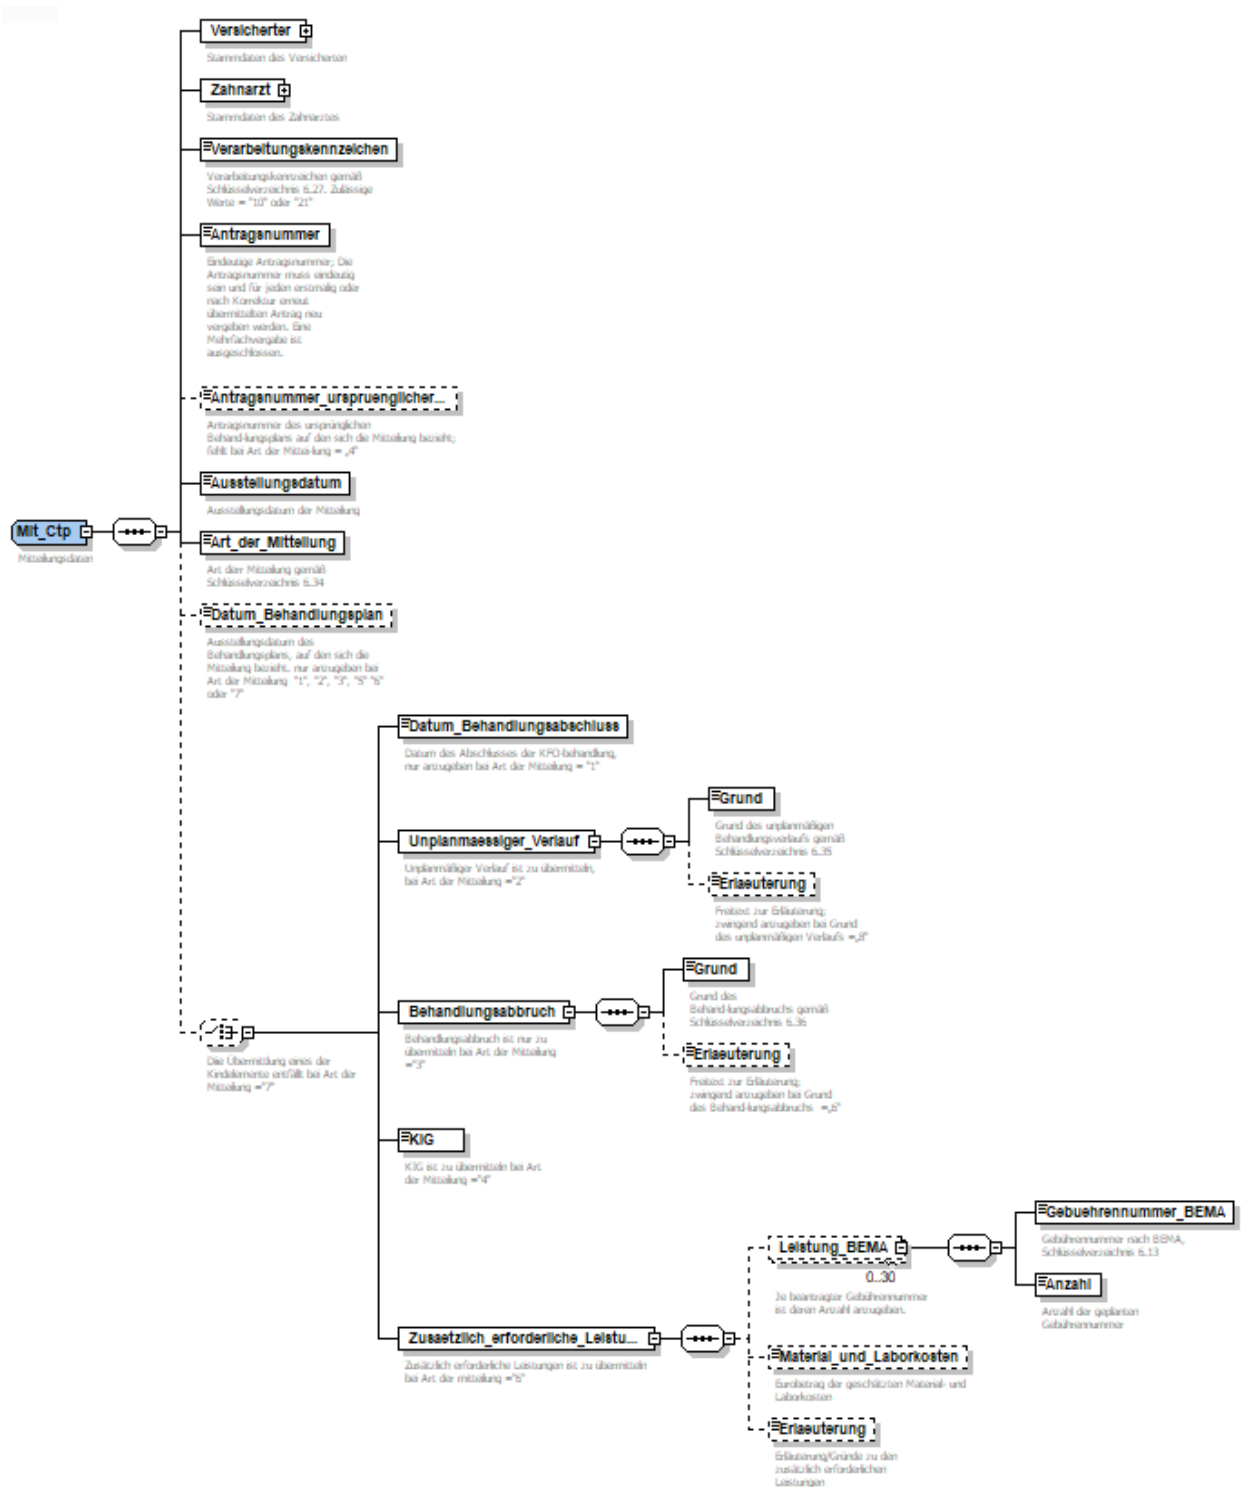 Versicherter
Stammdaten des Versicherten
Zahnarzt
Stammdaten des Zahnarztes
Verarbeitungskennzeichen
Verarbeitungskennzeichen gemäß
Schlüsselverzeichnis 6.27. Zulässige
Werte = "10" oder "21"
Antragsnummer
Eindeutige Antragsnummer; Die
Antragsnummer muss eindeutig
sein und für jeden erstmalig oder
nach Korrektur erneut
übermittelten Antrag neu
vergeben werden. Eine
Mehrfachvergabe ist
ausgeschlossen.
Antragsnummer_urspruenglicher...
Antragsnummer des ursprünglichen
Behand-lungsplans auf den sich die Mitteilung bezieht;
fehlt bei Art der Mittei-lung = „4"
Ausstellungsdatum
Ausstellungsdatum der Mitteilung
Mit_Ctp
Mitteilungsdaten
Art_der_Mitteilung
Art derr Mitteilung gemäß
Schlüsselverzeichnis 6.34
Datum_Behandlungsplan
Ausstellungsdatum des
Behandlungsplans, auf den sich die
Mitteilung bezieht. nur anzugeben bei
Art der Mitteilung "1", "2", "3", "5" "6"
oder "7"
Datum_Behandlungsabschluss
Datum des Abschlusses der KFO-behandlung,
nur anzugeben bei Art der Mitteilung = "1"
Unplanmaessiger_Verlauf
Unplanmäßiger Verlauf ist zu übermitteln,
bei Art der Mitteilung ="2"
Grund
Grund des unplanmäßigen
Behandlungsverlaufs gemäß
Schlüsselverzeichnis 6.35
Erlaeuterung
Freitext zur Erläuterung;
zwingend anzugeben bei Grund
des unplanmäßigen Verlaufs =„8"
Behandlungsabbruch
Behandlungsabbruch ist nur zu
übermitteln bei Art der Mitteilung
="3"
Grund
Grund des
Behand-lungsabbruchs gemäß
Schlüsselverzeichnis 6.36
Erlaeuterung
Freitext zur Erläuterung;
zwingend anzugeben bei Grund
des Behand-lungsabbruchs =„6"
Die Übermittlung eines der
Kindelemente entfällt bei Art der
Mitteilung ="7"
KIG
KIG ist zu übermitteln bei Art
der Mitteilung ="4"
Zusaetzlich_erforderliche_Leistu...
Zusätzlich erforderliche Leistungen ist zu übermitteln
bei Art der mitteilung ="6"
Leistung_BEMA
0..30
Je beantragter Gebührennummer
ist deren Anzahl anzugeben.
Gebuehrennummer_BEMA
Gebührennummer nach BEMA,
Schlüsselverzeichnis 6.13
Anzahl
Anzahl der geplanten
Gebührennummer
Material_und_Laborkosten
Eurobetrag der geschätzten Material- und
Laborkosten
Erlaeuterung
Erläuterung/Gründe zu den
zusätzlich erforderlichen
Leistungen